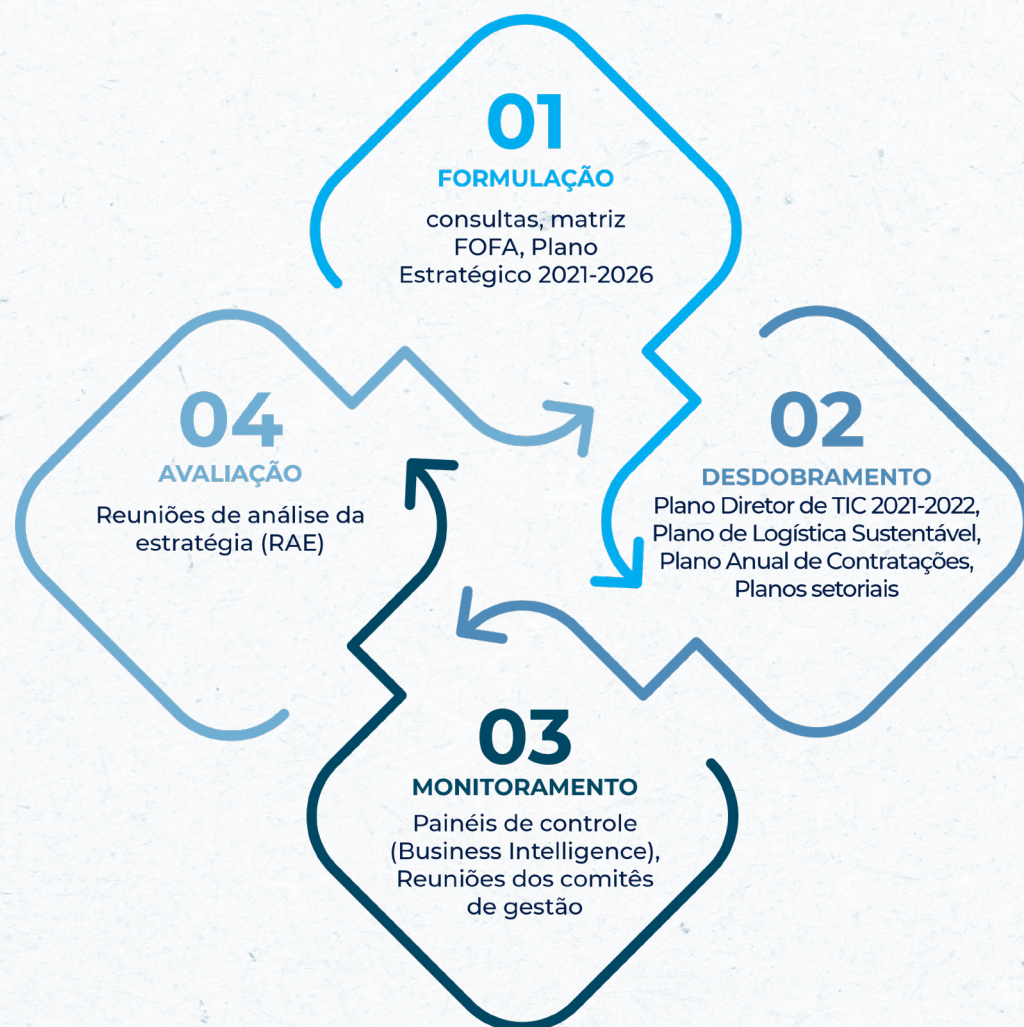 01
FORMULAÇÃO
consultas, matriz
FOFA, Plano
Estratégico 2021-2026
02
DESDOBRAMENTO
Plano Diretor de TIC 2021-2022,
Plano de Logística Sustentável,
Plano Anual de Contratações,
Planos setoriais
03
MONITORAMENTO
Painéis de controle
(Business Intelligence),
Reuniões dos comitês
de gestão
04
AVALIAÇÃO
Reuniões de análise da
estratégia (RAE)